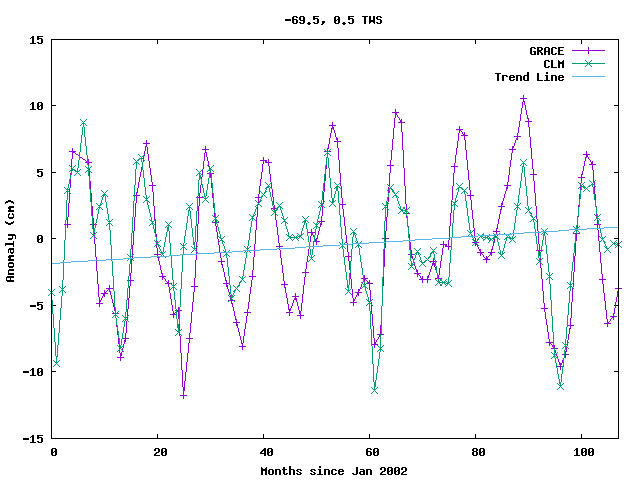 -69.5, 0.5 TWS
GRACE
CLM
Trend Line
15
10
5
0
-5
-10
-15
Anomaly (cm)
0 20 40 60 80 100
Months since Jan 2002